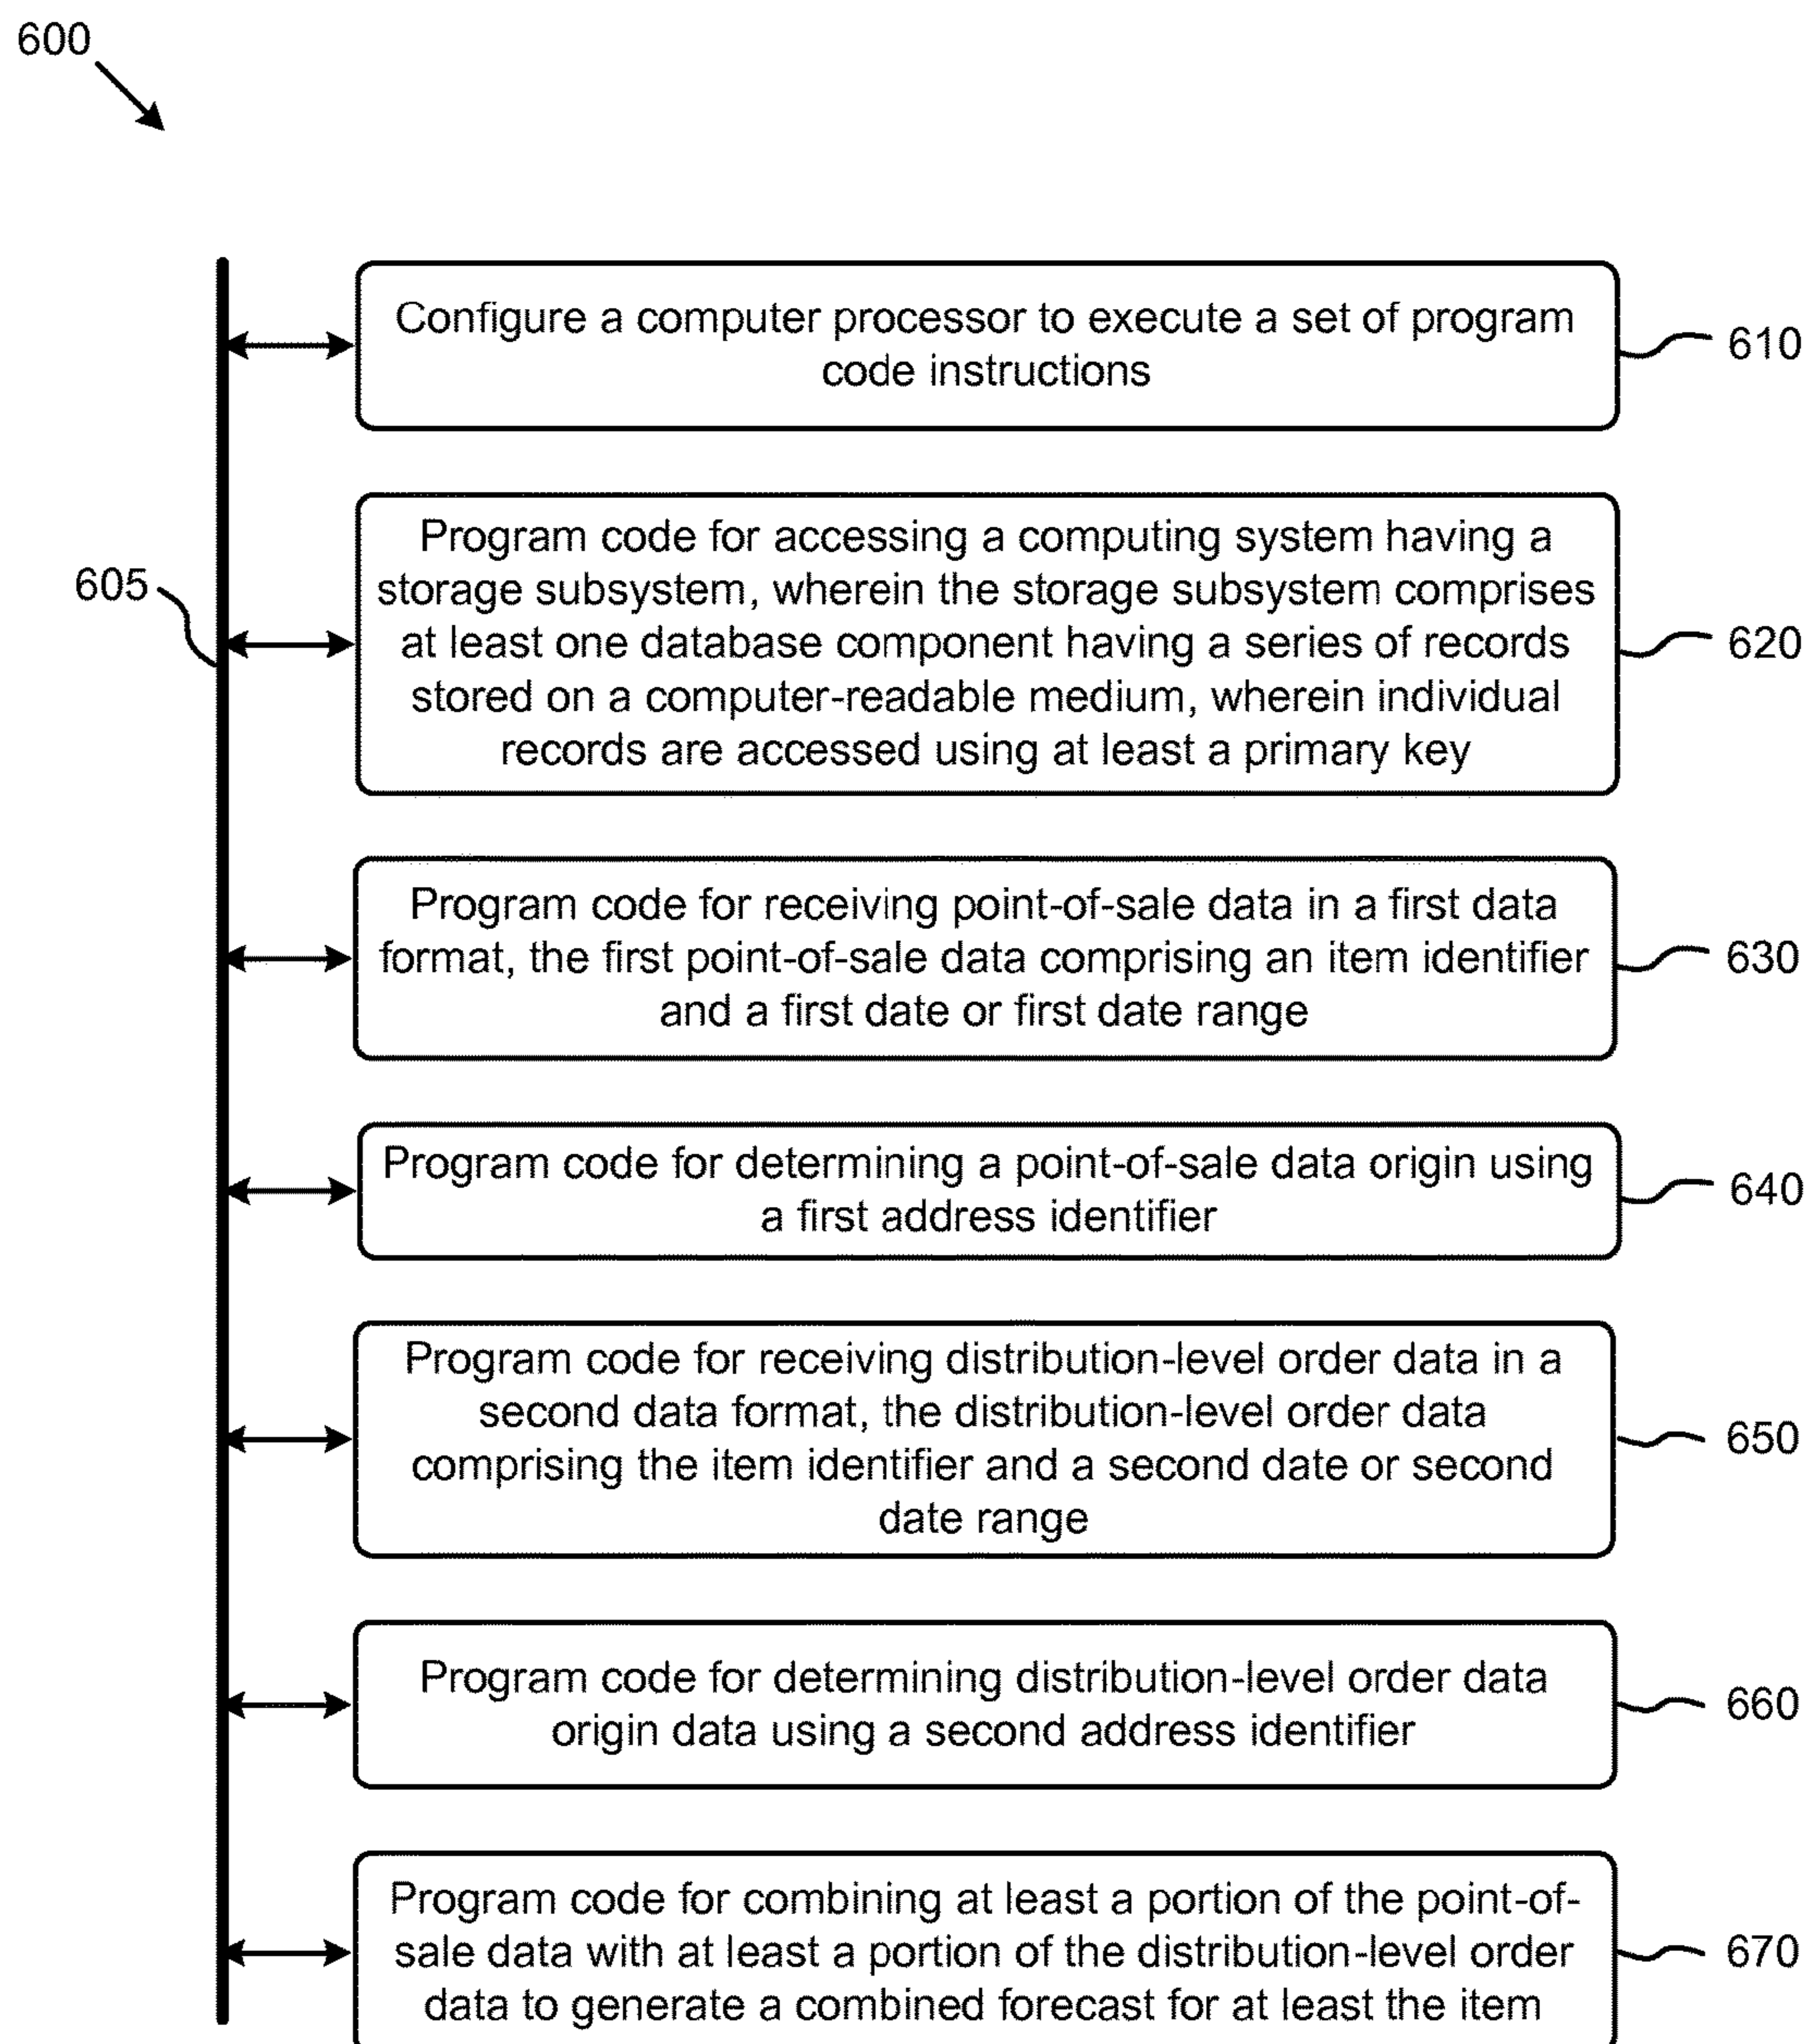 600
Configure a computer processor to execute a set of program
code instructions
610
Program code for accessing a computing system having a
storage subsystem, wherein the storage subsystem comprises
at least one database component having a series of records
stored on a computer-readable medium, wherein individual
records are accessed using at least a primary key
605
620
Program code for receiving point-of-sale data in a first data
format, the first point-of-sale data comprising an item identifier
and a first date or first date range
630
Program code for determining a point-of-sale data origin using
a first address identifier
640
Program code for receiving distribution-level order data in a
second data format, the distribution-level order data
comprising the item identifier and a second date or second
date range
650
Program code for determining distribution-level order data
origin data using a second address identifier
660
Program code for combining at least a portion of the point-of-
sale data with at least a portion of the distribution-level order
data to generate a combined forecast for at least the item
670